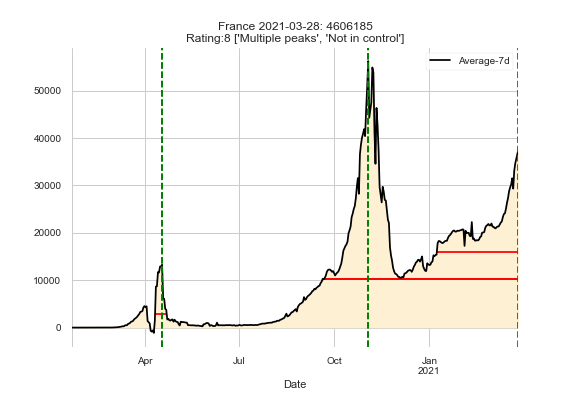 France 2021-03-28: 4606185
Rating:8 ['Multiple peaks', 'Not in control']
Average-7d
50000
40000
30000
20000
10000
0
Apr
Jul
Oct
Jan
2021
Date